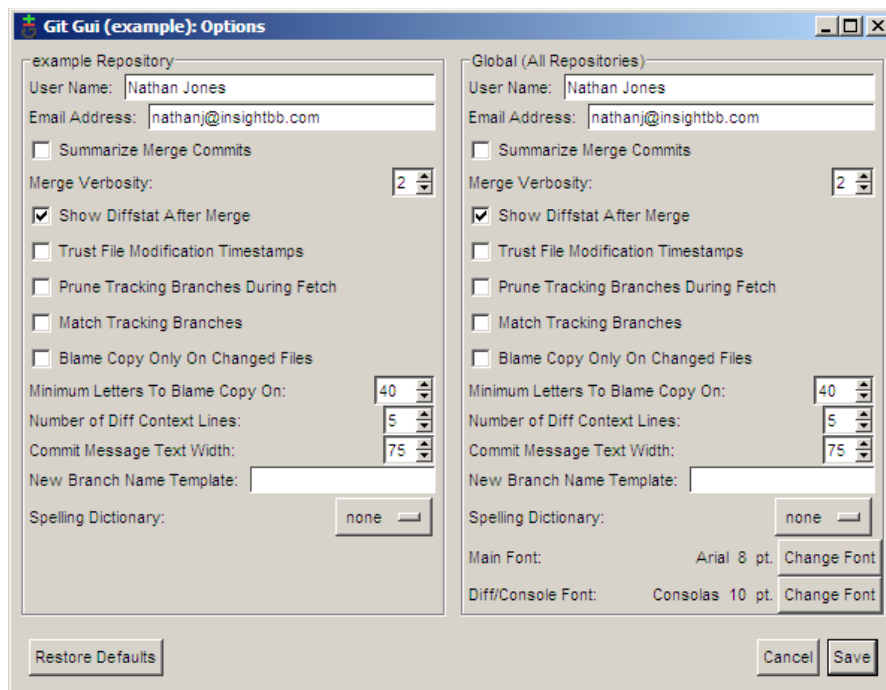 Git Gui (example): Options
example Repository
User Name: Nathan Jones
Email Address: nathanj@insightbb.com
Summarize Merge Commits
Merge Verbosity: 2
Show Diffstat After Merge
Trust File Modification Timestamps
Prune Tracking Branches During Fetch
Match Tracking Branches
Blame Copy Only On Changed Files
Minimum Letters To Blame Copy On: 40
Number of Diff Context Lines: 5
Commit Message Text Width: 75
New Branch Name Template:
Spelling Dictionary: none
Global (All Repositories)
User Name: Nathan Jones
Email Address: nathanj@insightbb.com
Summarize Merge Commits
Merge Verbosity: 2
Show Diffstat After Merge
Trust File Modification Timestamps
Prune Tracking Branches During Fetch
Match Tracking Branches
Blame Copy Only On Changed Files
Minimum Letters To Blame Copy On: 40
Number of Diff Context Lines: 5
Commit Message Text Width: 75
New Branch Name Template:
Spelling Dictionary: none
Main Font: Arial 8 pt. Change Font
Diff/Console Font: Consolas 10 pt. Change Font
Restore Defaults Cancel Save